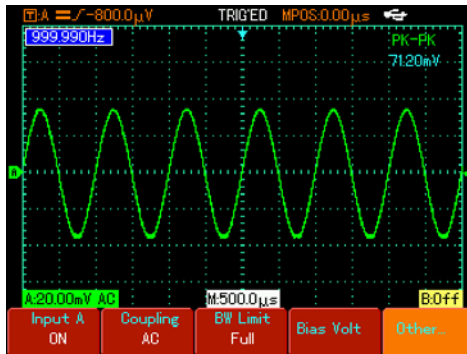 T:A -800.0μV TRIG'ED MPOS:0.00μs
999.990Hz PK-PK
71.20mV
A
A:20.00mV AC M:500.0μs B:Off
Input A Coupling BW Limit Bias Volt Other...
ON AC Full